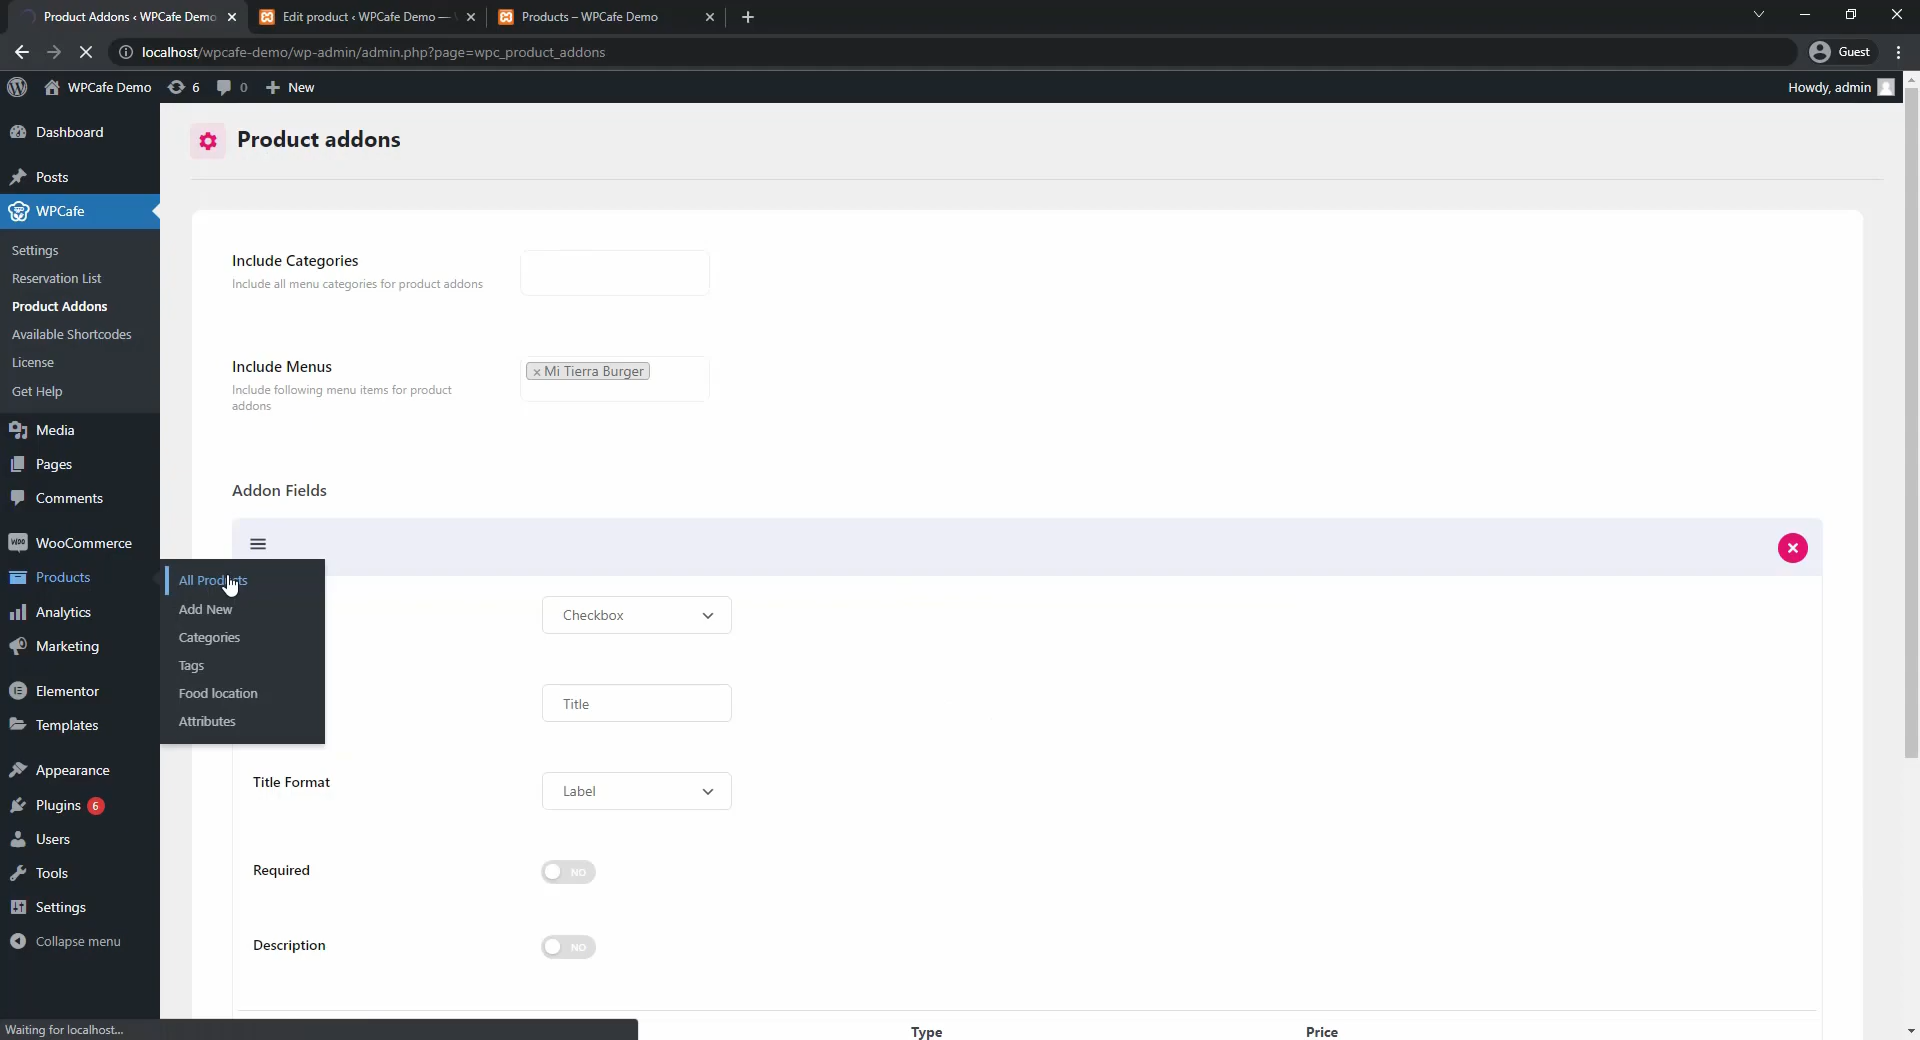 Product Addons ‹ WPCafe Demo
Edit product ‹ WPCafe Demo —
Products – WPCafe Demo
localhost/wpcafe-demo/wp-admin/admin.php?page=wpc_product_addons
Guest
WPCafe Demo
6
0
New
Howdy, admin
Dashboard
Posts
WPCafe
Settings
Reservation List
Product Addons
Available Shortcodes
License
Get Help
Media
Pages
Comments
WooCommerce
Products
Analytics
Marketing
Elementor
Templates
Appearance
Plugins 6
Users
Tools
Settings
Collapse menu
All Products
Add New
Categories
Tags
Food location
Attributes
Product addons
Include Categories
Include all menu categories for product addons
Include Menus
Include following menu items for product
addons
× Mi Tierra Burger
Addon Fields
Checkbox
Title
Title Format
Label
Required
NO
Description
NO
Type
Price
Waiting for localhost...